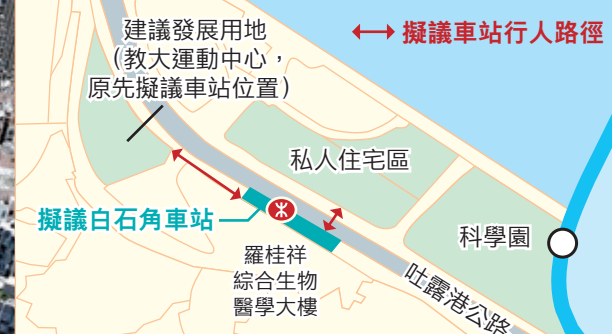 建議發展用地
（教大運動中心，
原先擬議車站位置）
擬議車站行人路徑
私人住宅區
擬議白石角車站
科學園
羅桂祥
綜合生物
醫學大樓
吐露港公路